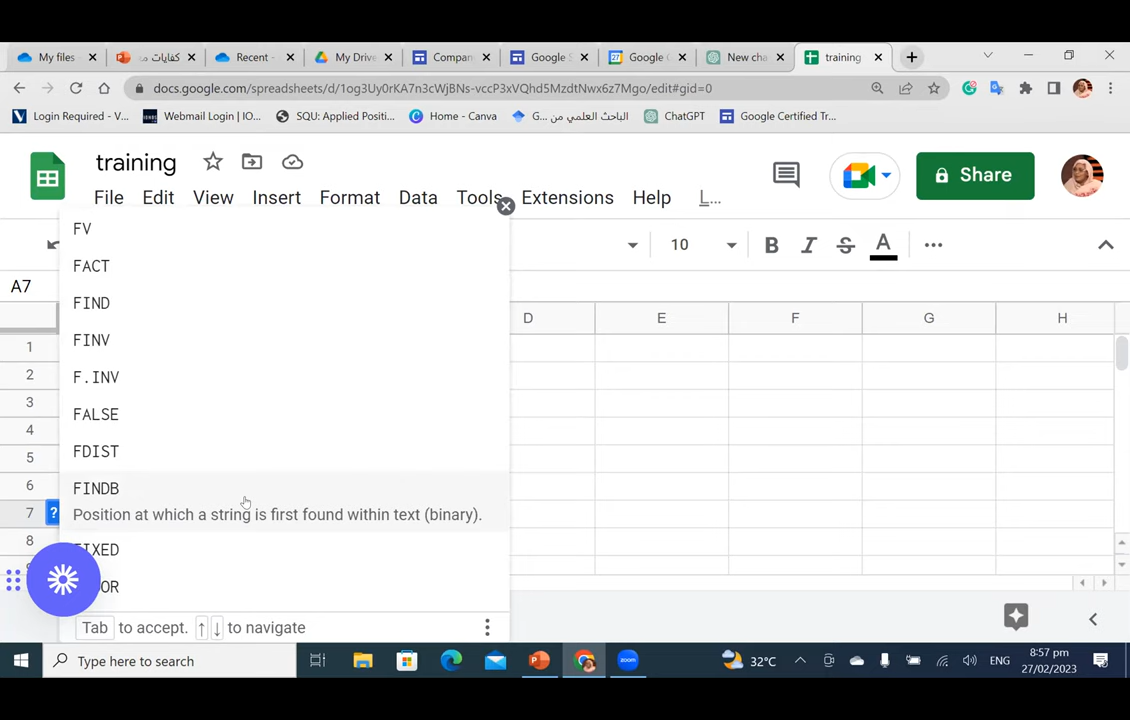 My files
كفايات مـ
Recent -
My Drive
Compan
Google S
Google C
New cha
training
docs.google.com/spreadsheets/d/1og3Uy0rKA7n3cWjBNs-vccP3xVQhd5MzdtNwx6z7Mgo/edit#gid=0
Login Required - V...
Webmail Login | IO...
SQU: Applied Positi...
Home - Canva
الباحث العلمي من G...
ChatGPT
Google Certified Tr...
training
Share
File Edit View Insert Format Data Tools Extensions Help L...
10 B I S A
A7
D E F G H
1
2
3
4
5
6
7 ?
8
FV
FACT
FIND
FINV
F.INV
FALSE
FDIST
FINDB
Position at which a string is first found within text (binary).
FIXED
OR
Tab to accept. ↑ ↓ to navigate
Type here to search
32°C
ENG
8:57 pm
27/02/2023
zoom